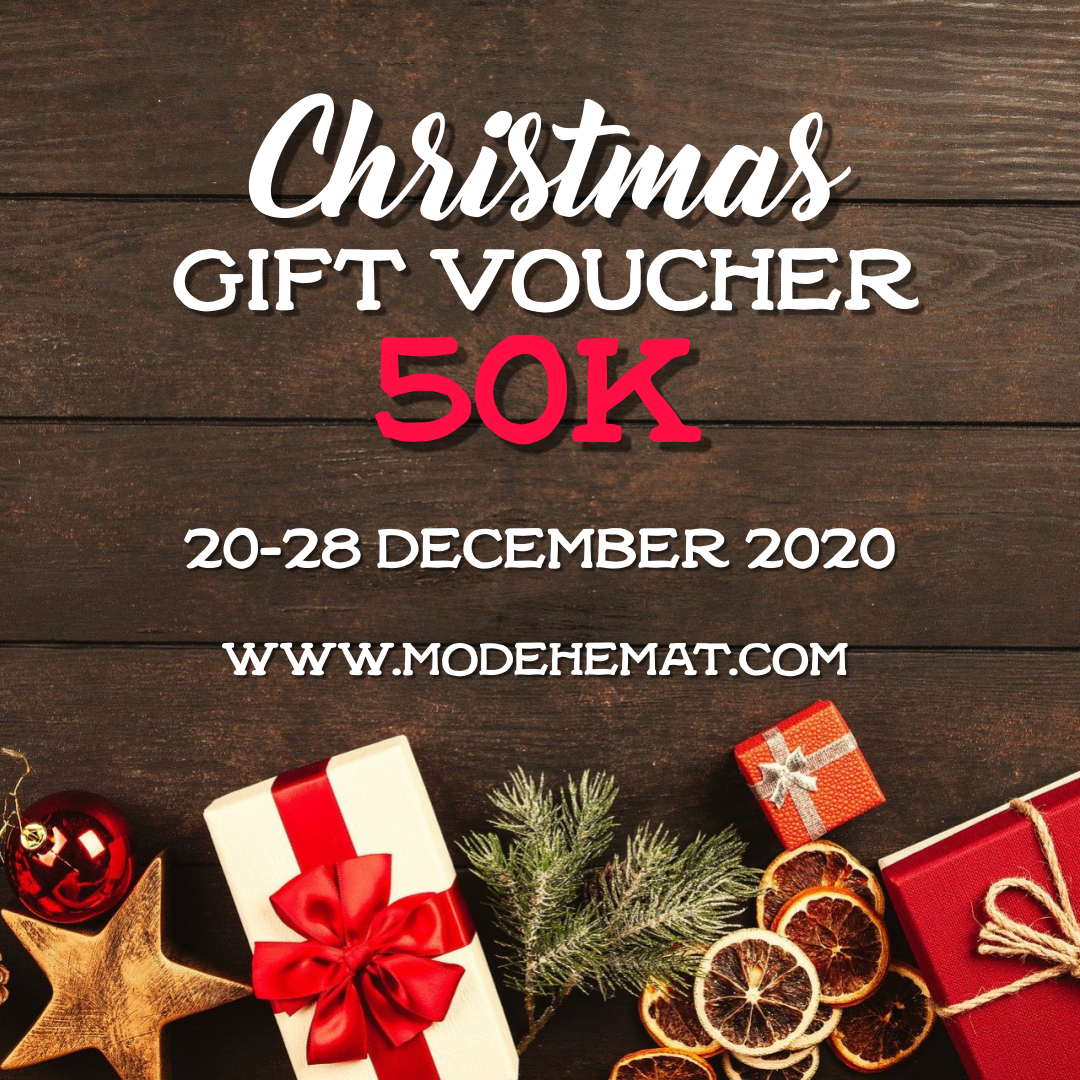 Christmas
GIFT VOUCHER
50K
20-28 DECEMBER 2020
WWW.MODEHEMAT.COM